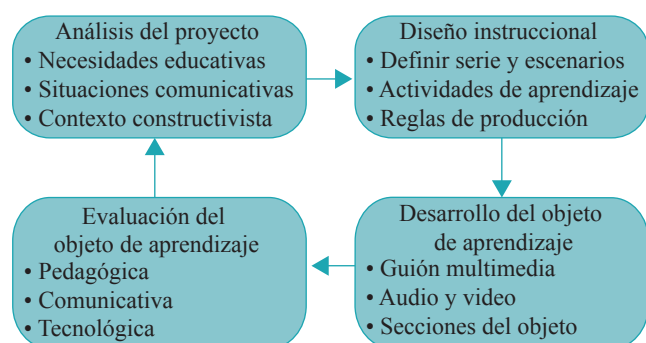 Análisis del proyecto
• Necesidades educativas
• Situaciones comunicativas
• Contexto constructivista
Diseño instruccional
• Definir serie y escenarios
• Actividades de aprendizaje
• Reglas de producción
Desarrollo del objeto
de aprendizaje
• Guión multimedia
• Audio y video
• Secciones del objeto
Evaluación del
objeto de aprendizaje
• Pedagógica
• Comunicativa
• Tecnológica